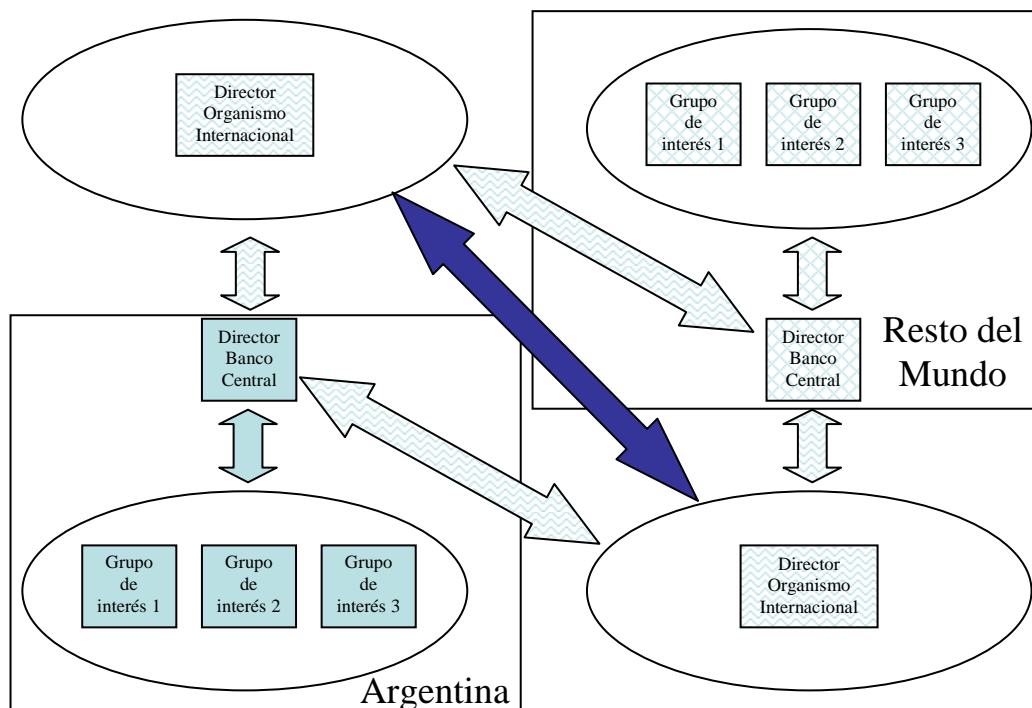 Director
Organismo
Internacional
Grupo
de
interés 1
Grupo
de
interés 2
Grupo
de
interés 3
Director
Banco
Central
Director
Banco
Central
Resto del
Mundo
Grupo
de
interés 1
Grupo
de
interés 2
Grupo
de
interés 3
Director
Organismo
Internacional
Argentina